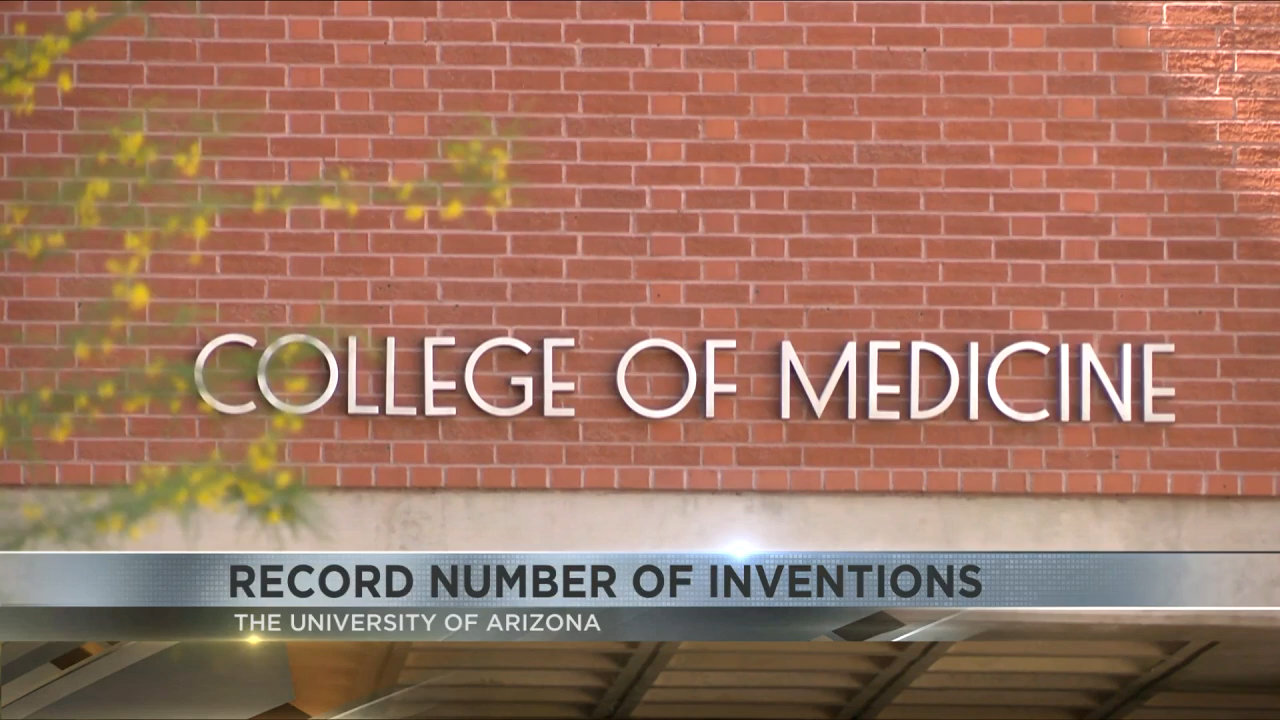 COLLEGE OF MEDICINE
RECORD NUMBER OF INVENTIONS
THE UNIVERSITY OF ARIZONA